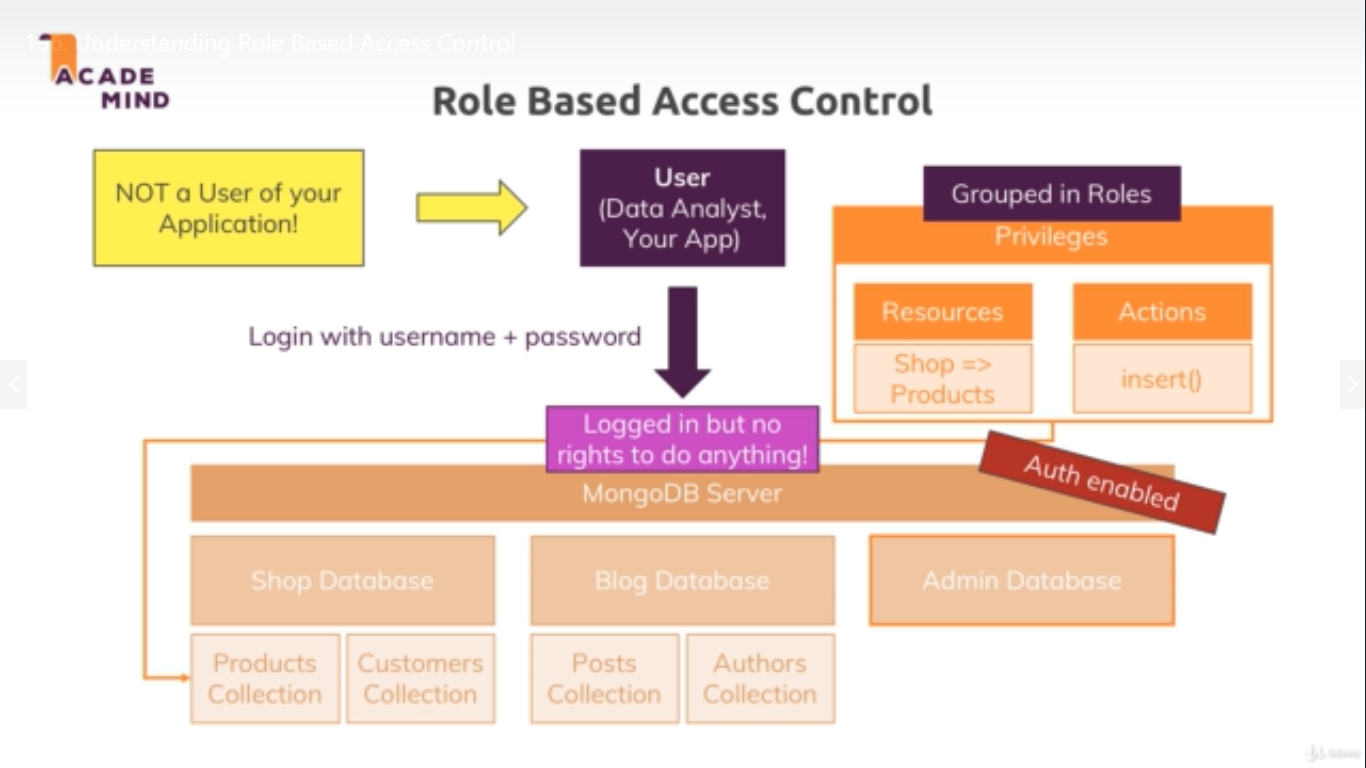 195. Understanding Role Based Access Control
ACADE
MIND
Role Based Access Control
NOT a User of your
Application!
User
(Data Analyst,
Your App)
Grouped in Roles
Privileges
Resources
Actions
Shop =>
Products
insert()
Login with username + password
Logged in but no
rights to do anything!
Auth enabled
MongoDB Server
Shop Database
Blog Database
Admin Database
Products
Collection
Customers
Collection
Posts
Collection
Authors
Collection
Udemy